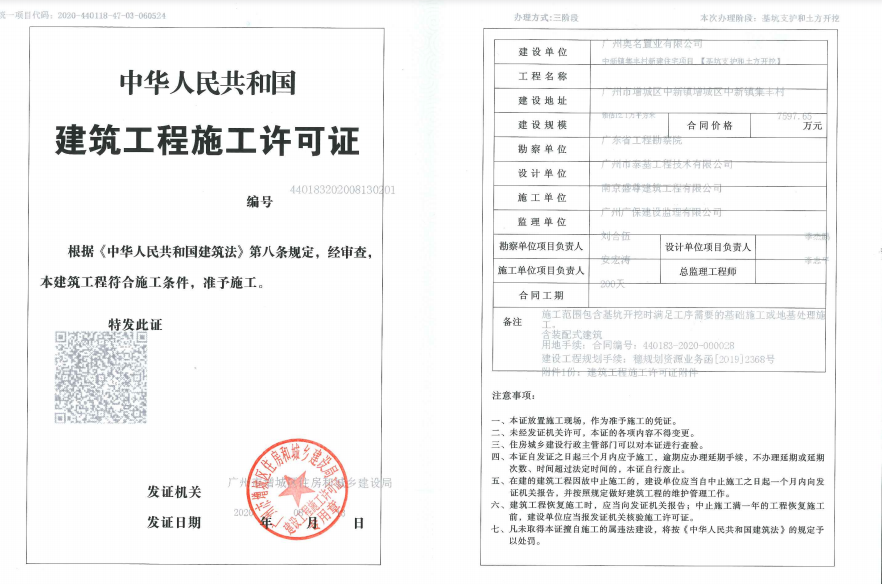 统一项目代码：2020-440118-47-03-060524
中华人民共和国
建筑工程施工许可证
编号 440183202008130201
根据《中华人民共和国建筑法》第八条规定，经审查，
本建筑工程符合施工条件，准予施工。
特发此证
发证机关 广州市增城区住房和城乡建设局
发证日期 2020 年 月 日
建筑工程施工许可
专用章
办理方式：三阶段
本次办理阶段：基坑支护和土方开挖
建设单位 广州奥名置业有限公司
工程名称 中新镇集丰村新建住宅项目【基坑支护和土方开挖】
建设地址 广州市增城区中新镇增城区中新镇集丰村
建设规模 合同价格 7597.65 万元
勘察单位 广东省工程勘察院
设计单位 广州市泰基工程技术有限公司
施工单位 南京盛尊建筑工程有限公司
监理单位 广州广保建设监理有限公司
勘察单位项目负责人 设计单位项目负责人
施工单位项目负责人 安宏涛 总监理工程师
合同工期 200天
备注 施工范围包含基坑开挖时满足工序需要的基础施工或地基处理施
工。
含装配式建筑
用地手续：合同编号：440183-2020-000028
建设工程规划手续：穗规划资源业务函[2019]2368号
附件1份：建筑工程施工许可证附件
注意事项：
一、本证放置施工现场，作为准予施工的凭证。
二、未经发证机关许可，本证的各项内容不得变更。
三、住房城乡建设行政主管部门可以对本证进行查验。
四、本证自发证之日起三个月内应予施工，逾期应办理延期手续，不办理延期或延期
次数、时间超过法定时间的，本证自行废止。
五、在建的建筑工程因故中止施工的，建设单位应当自中止施工之日起一个月内向发
证机关报告，并按照规定做好建筑工程的维护管理工作。
六、建筑工程恢复施工时，应当向发证机关报告；中止施工满一年的工程恢复施工
前，建设单位应当报发证机关核验施工许可证。
七、凡未取得本证擅自施工的属违法建设，将按《中华人民共和国建筑法》的规定予
以处罚。